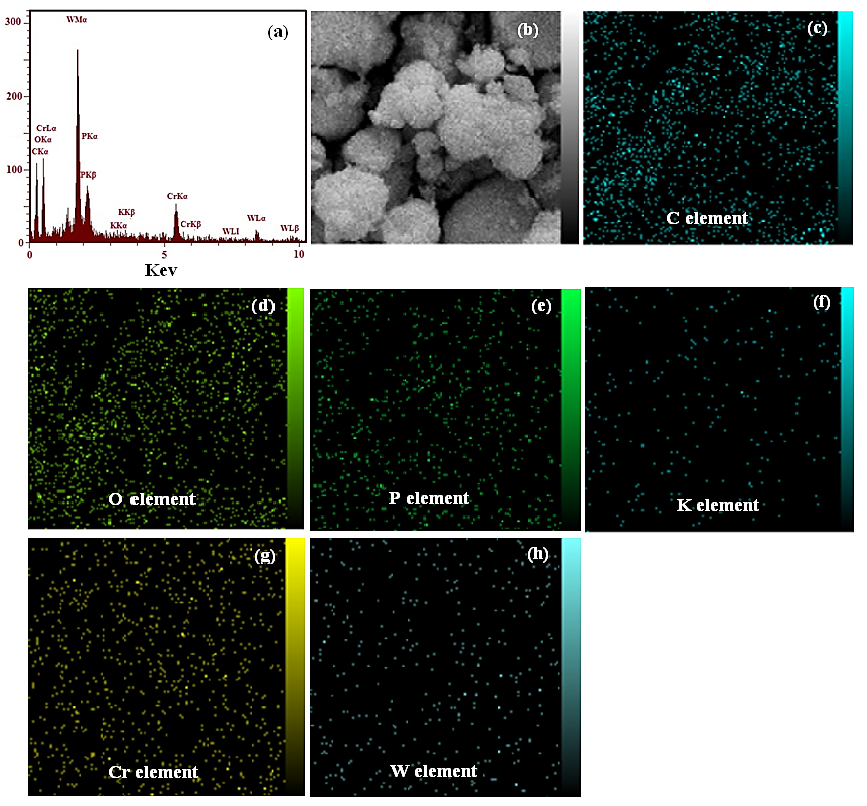 300
WMα
(a)
200
CrLα
OKα
CKα
PKα
100
PKβ
CrKα
KKβ
KKα
CrKβ
WLI
WLα
WLβ
0
0
5
10
Kev
(b)
(c)
C element
(d)
O element
(e)
P element
(f)
K element
(g)
Cr element
(h)
W element